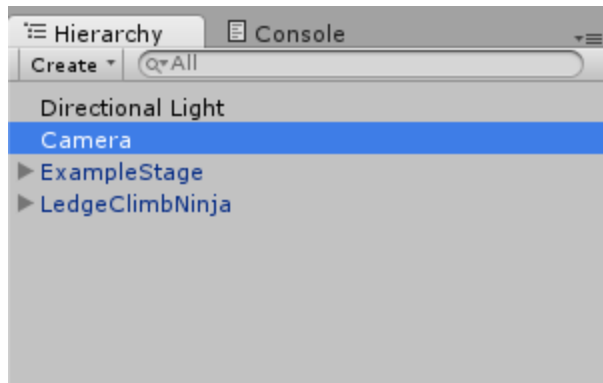 Hierarchy Console
Create All
Directional Light
Camera
ExampleStage
LedgeClimbNinja